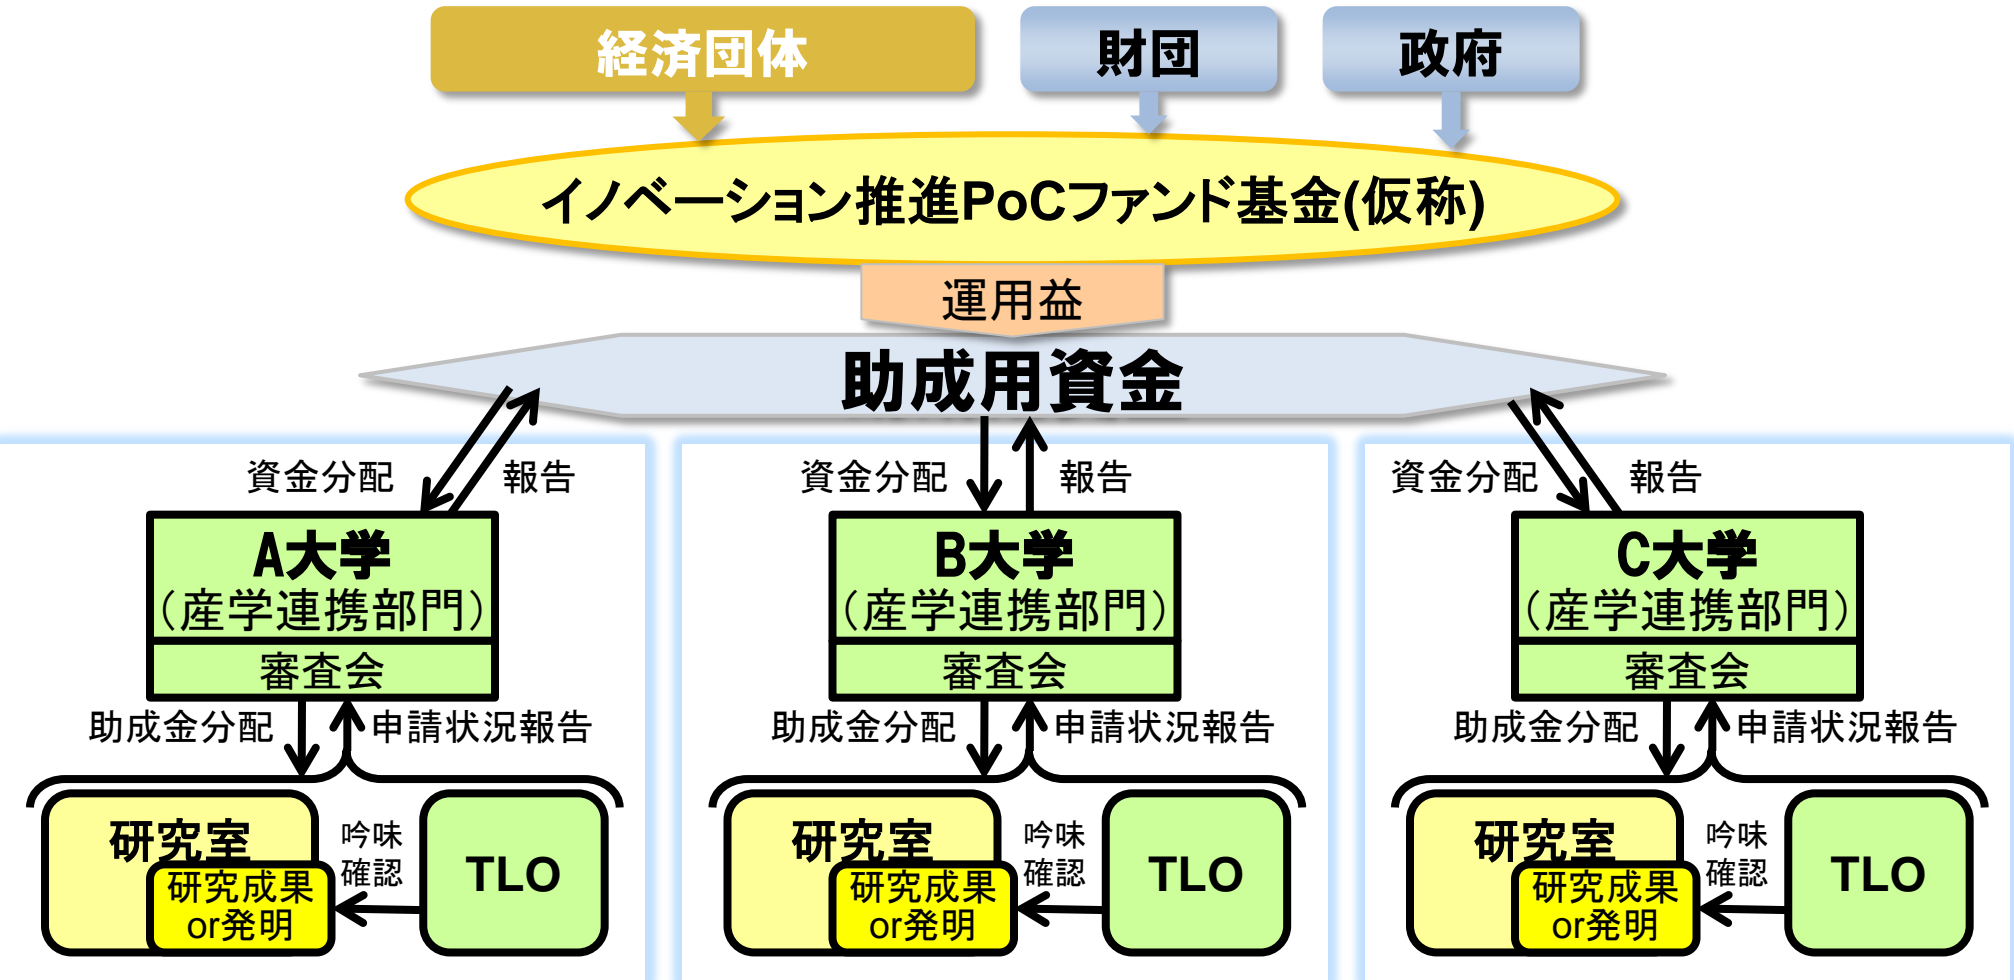 経済団体
財団
政府
イノベーション推進PoCファンド基金(仮称)
運用益
助成用資金
資金分配
報告
資金分配
報告
資金分配
報告
A大学
(産学連携部門)
審査会
B大学
(産学連携部門)
審査会
C大学
(産学連携部門)
審査会
助成金分配
申請状況報告
助成金分配
申請状況報告
助成金分配
申請状況報告
研究室
研究成果
or発明
吟味
確認
TLO
研究室
研究成果
or発明
吟味
確認
TLO
研究室
研究成果
or発明
吟味
確認
TLO